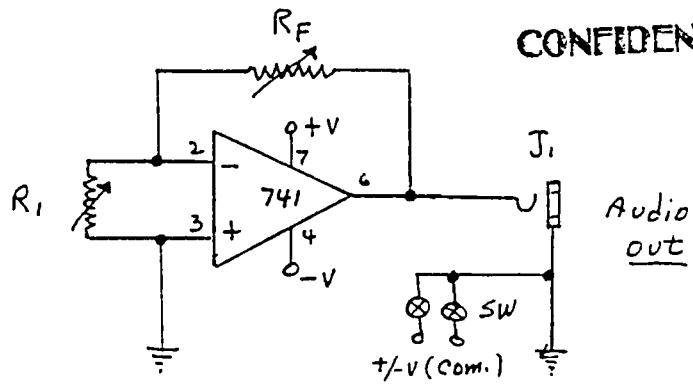 R_F
CONFIDEN
+V
J1
2
7
-
R1
741
6
Audio
out
3
+
4
-V
SW
+/-V (Com.)